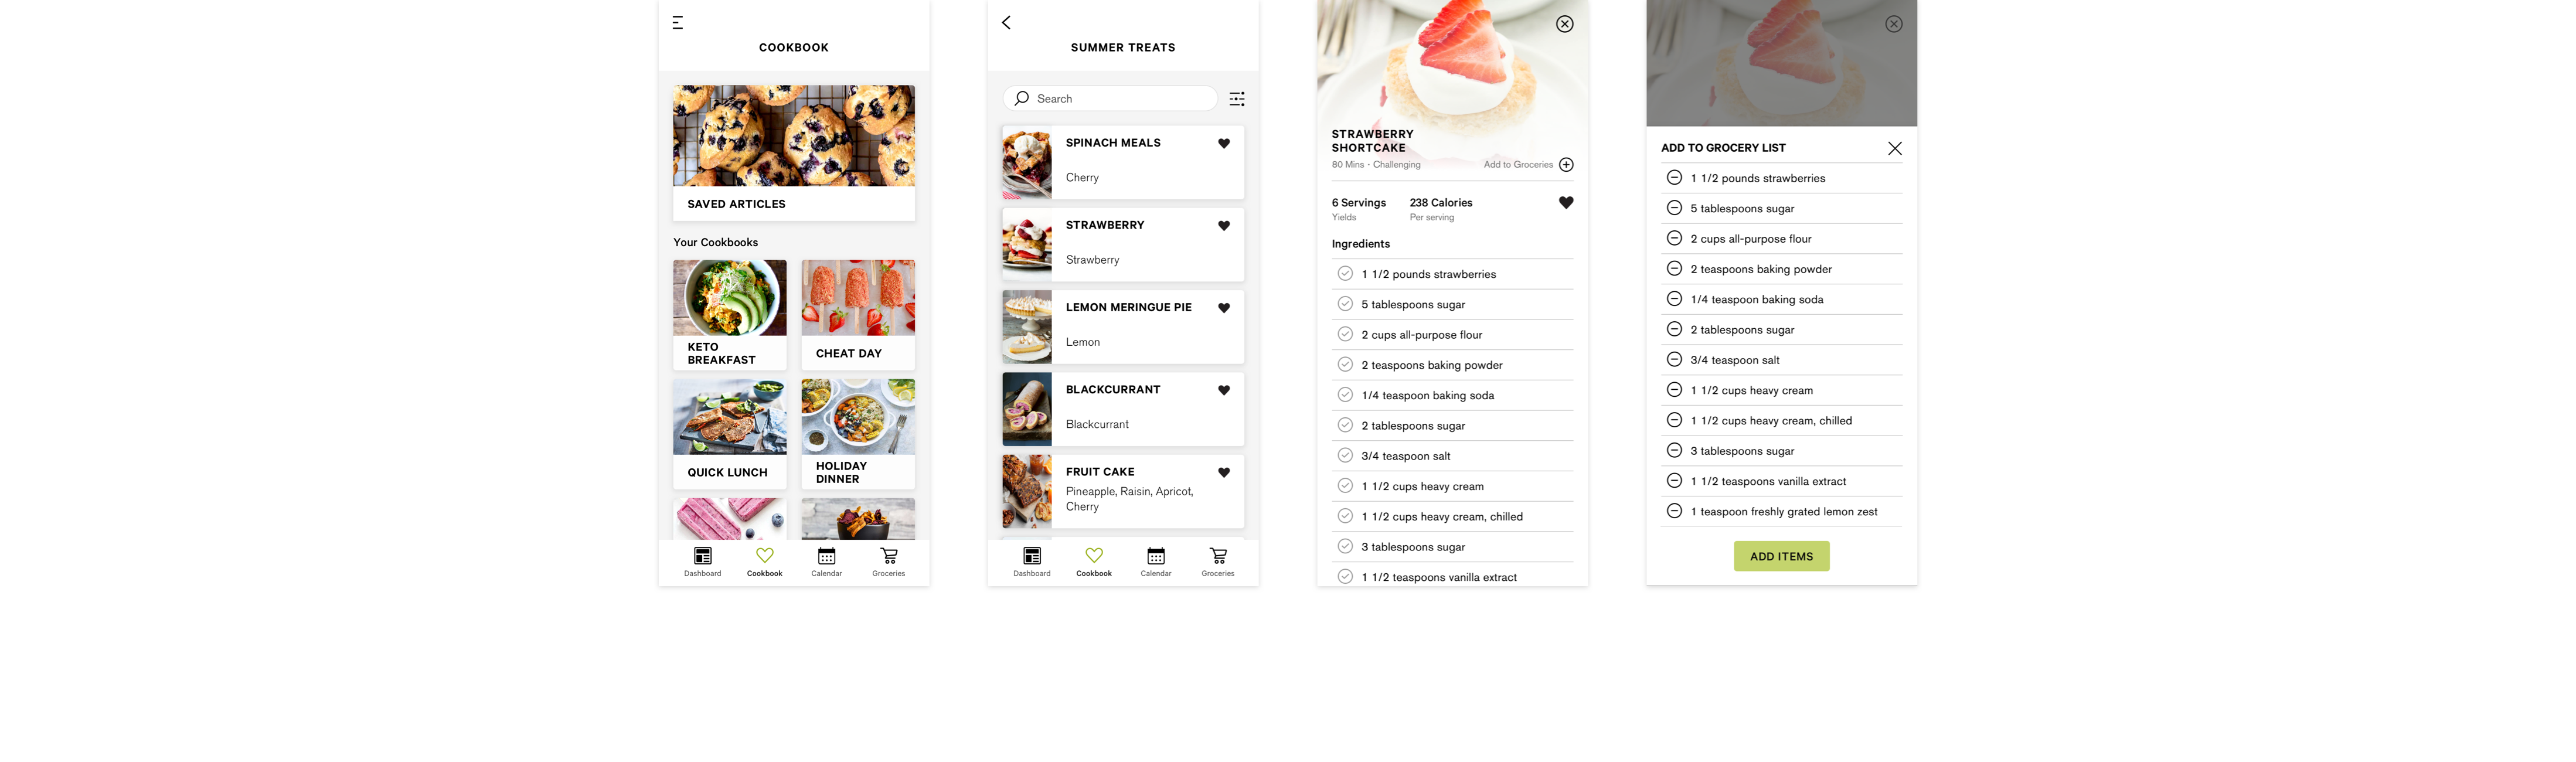 COOKBOOK
SAVED ARTICLES
Your Cookbooks
KETO
BREAKFAST
CHEAT DAY
QUICK LUNCH
HOLIDAY
DINNER
Dashboard
Cookbook
Calendar
Groceries
SUMMER TREATS
Search
SPINACH MEALS
Cherry
STRAWBERRY
Strawberry
LEMON MERINGUE PIE
Lemon
BLACKCURRANT
Blackcurrant
FRUIT CAKE
Pineapple, Raisin, Apricot,
Cherry
Dashboard
Cookbook
Calendar
Groceries
STRAWBERRY
SHORTCAKE
80 Mins · Challenging
Add to Groceries
6 Servings
Yields
238 Calories
Per serving
Ingredients
1 1/2 pounds strawberries
5 tablespoons sugar
2 cups all-purpose flour
2 teaspoons baking powder
1/4 teaspoon baking soda
2 tablespoons sugar
3/4 teaspoon salt
1 1/2 cups heavy cream
1 1/2 cups heavy cream, chilled
3 tablespoons sugar
1 1/2 teaspoons vanilla extract
ADD TO GROCERY LIST
1 1/2 pounds strawberries
5 tablespoons sugar
2 cups all-purpose flour
2 teaspoons baking powder
1/4 teaspoon baking soda
2 tablespoons sugar
3/4 teaspoon salt
1 1/2 cups heavy cream
1 1/2 cups heavy cream, chilled
3 tablespoons sugar
1 1/2 teaspoons vanilla extract
1 teaspoon freshly grated lemon zest
ADD ITEMS